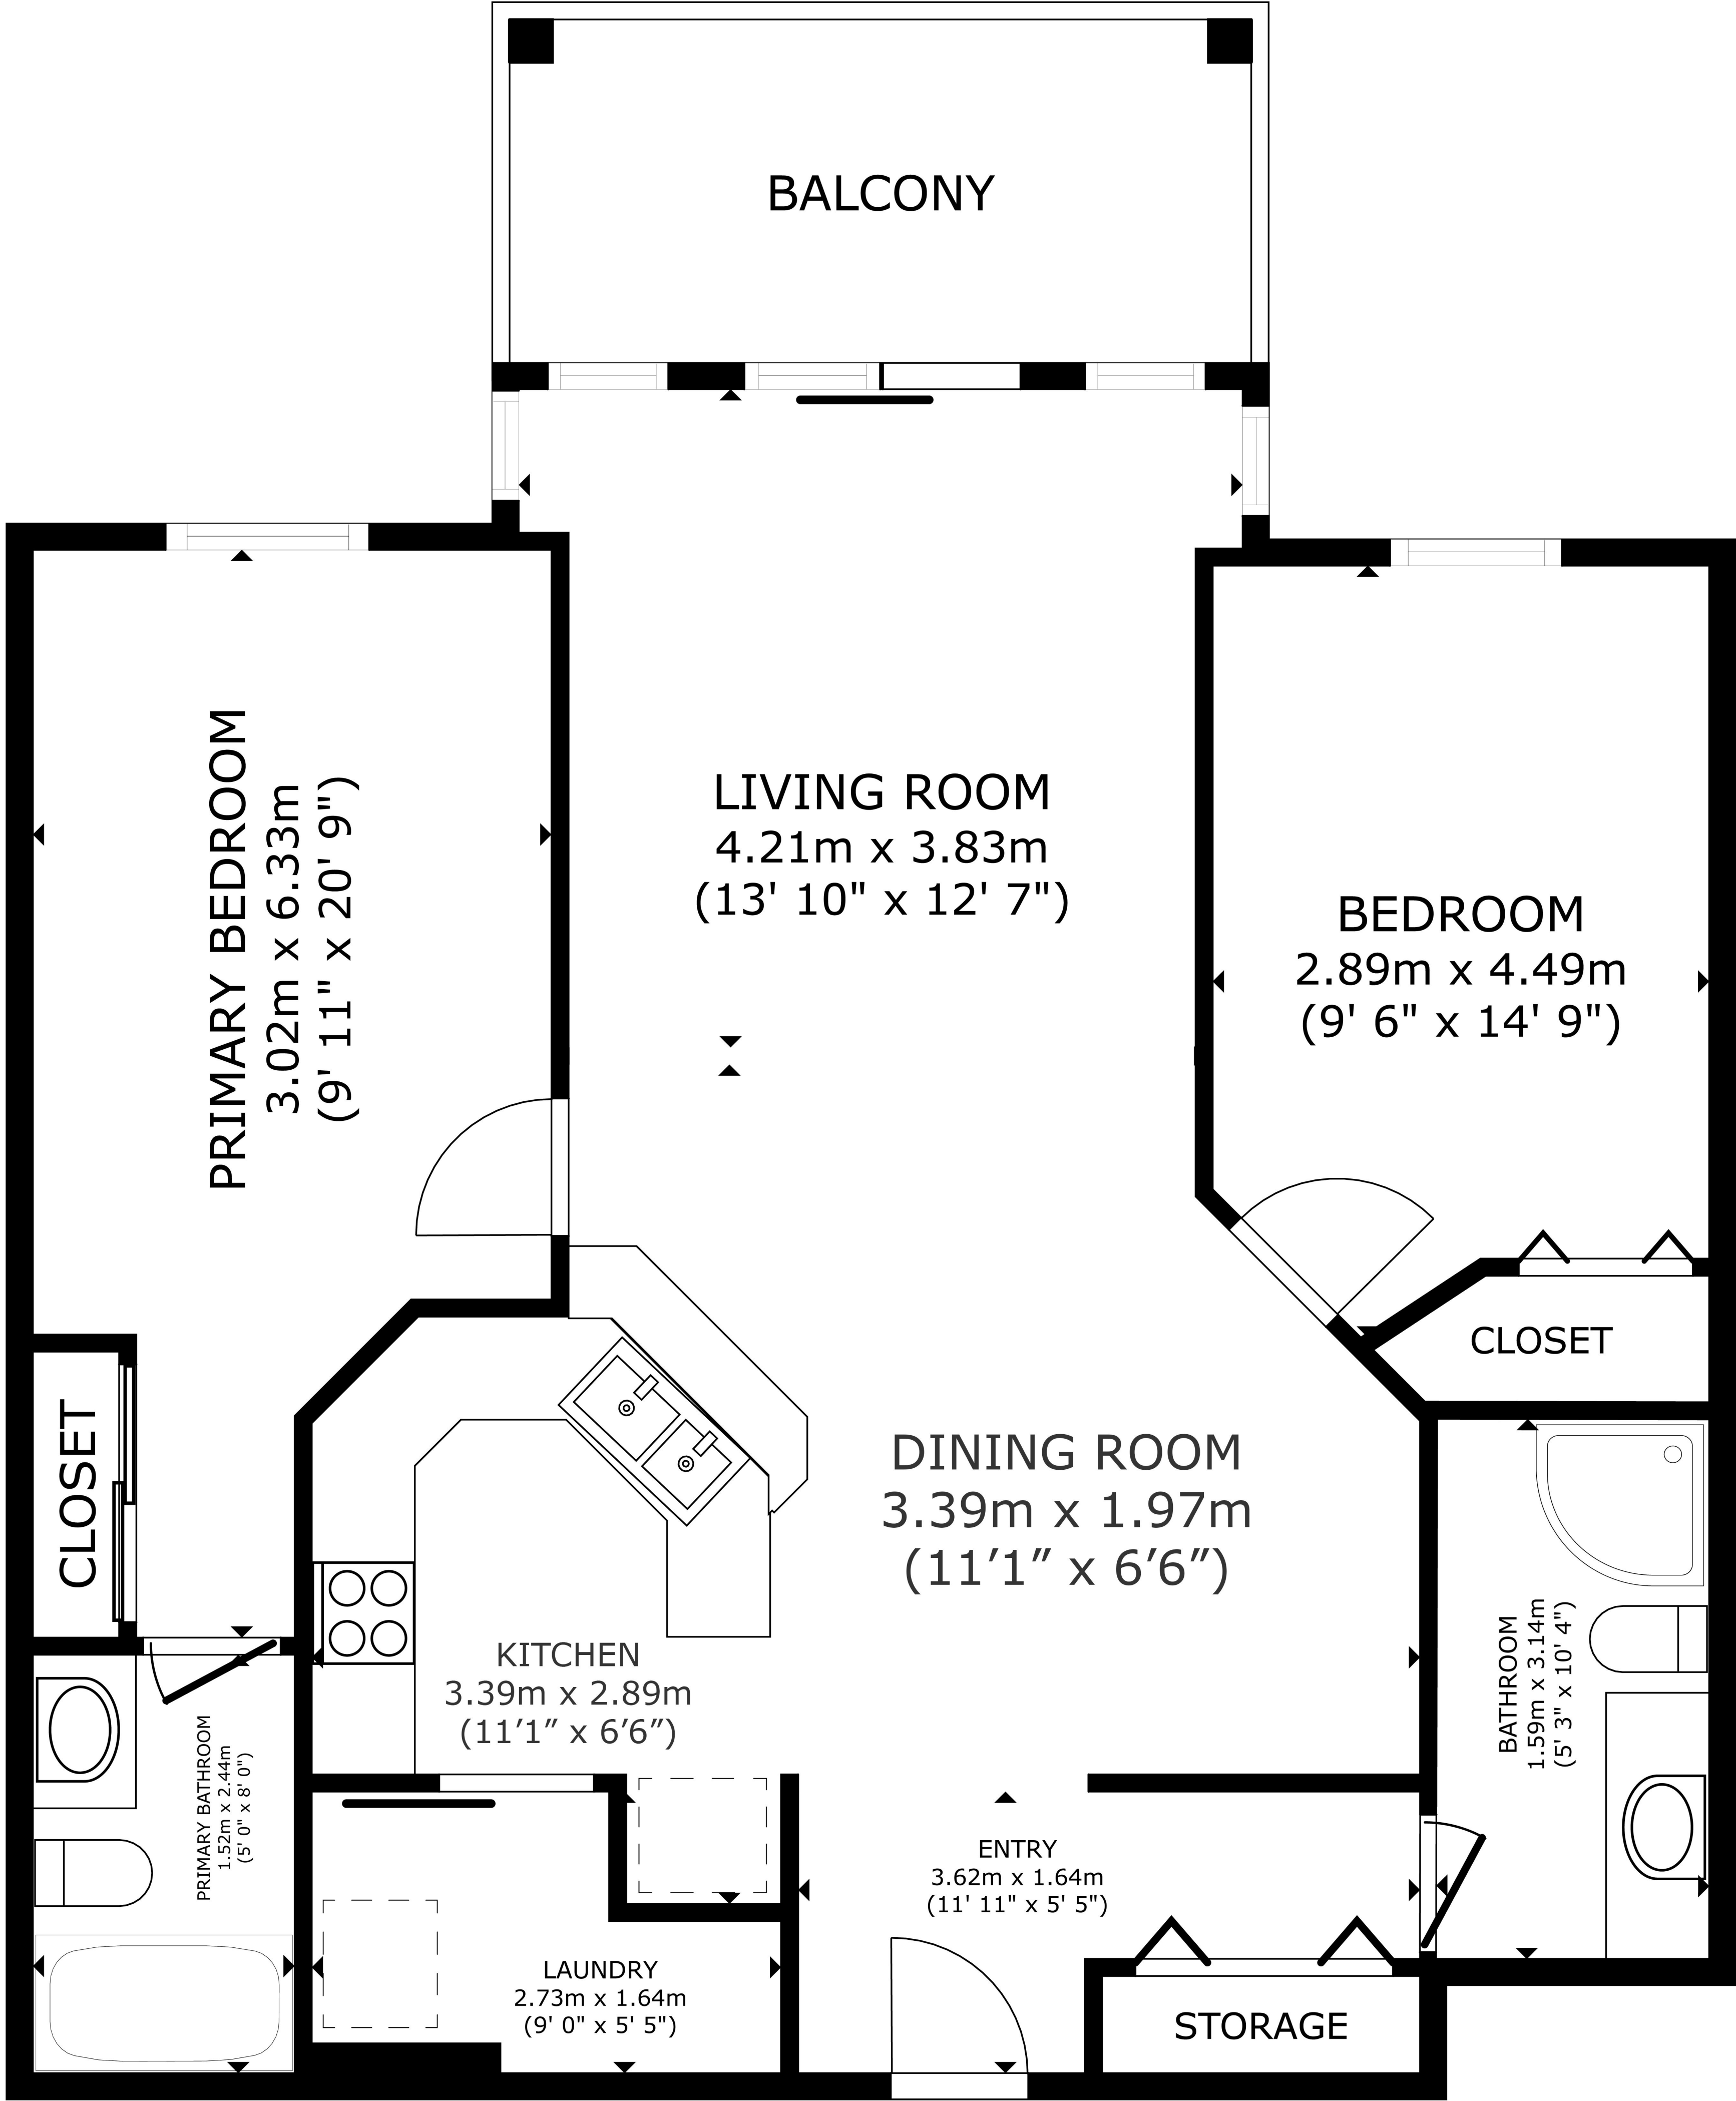 BALCONY
LIVING ROOM
4.21m x 3.83m
(13' 10" x 12' 7")
PRIMARY BEDROOM
3.02m x 6.33m
(9' 11" x 20' 9")
BEDROOM
2.89m x 4.49m
(9' 6" x 14' 9")
CLOSET
CLOSET
DINING ROOM
3.39m x 1.97m
(11’1” x 6’6”)
KITCHEN
3.39m x 2.89m
(11’1” x 6’6”)
BATHROOM
1.59m x 3.14m
(5' 3" x 10' 4")
PRIMARY BATHROOM
1.52m x 2.44m
(5' 0" x 8' 0")
ENTRY
3.62m x 1.64m
(11' 11" x 5' 5")
LAUNDRY
2.73m x 1.64m
(9' 0" x 5' 5")
STORAGE